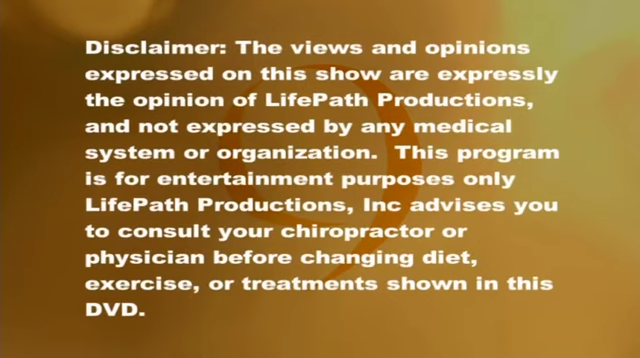 Disclaimer: The views and opinions
expressed on this show are expressly
the opinion of LifePath Productions,
and not expressed by any medical
system or organization.  This program
is for entertainment purposes only
LifePath Productions, Inc advises you
to consult your chiropractor or
physician before changing diet,
exercise, or treatments shown in this
DVD.